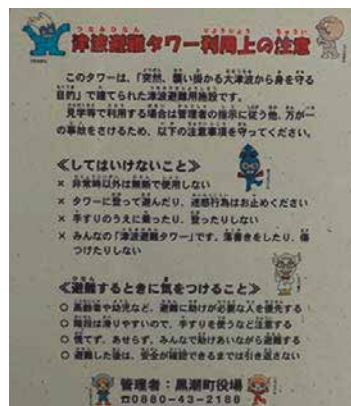 津波避難タワー利用上の注意
このタワーは、「突然、襲い掛かる大津波から身を守る
目的」で建てられた津波避難用施設です。
見学等で利用する場合は管理者の指示に従う他、万が一
の事故をさけるため、以下の注意事項を守ってください。
≪してはいけないこと≫
× 非常時以外は無断で使用しない
× タワーに登って遊んだり、迷惑行為はお止めください
× 手すりのうえに乗ったり、登ったりしない
× みんなの「津波避難タワー」です。落書きをしたり、傷
つけたりしない
≪避難するときに気をつけること≫
○ 高齢者や幼児など、避難に助けが必要な人を優先する
○ 階段は滑りやすいので、手すりを使うなど注意する
○ 慌てず、あせらず、みんなで助けあいながら避難する
○ 避難した後は、安全が確認できるまでは引き返さない
管理者:黒潮町役場
☎0880-43-2180